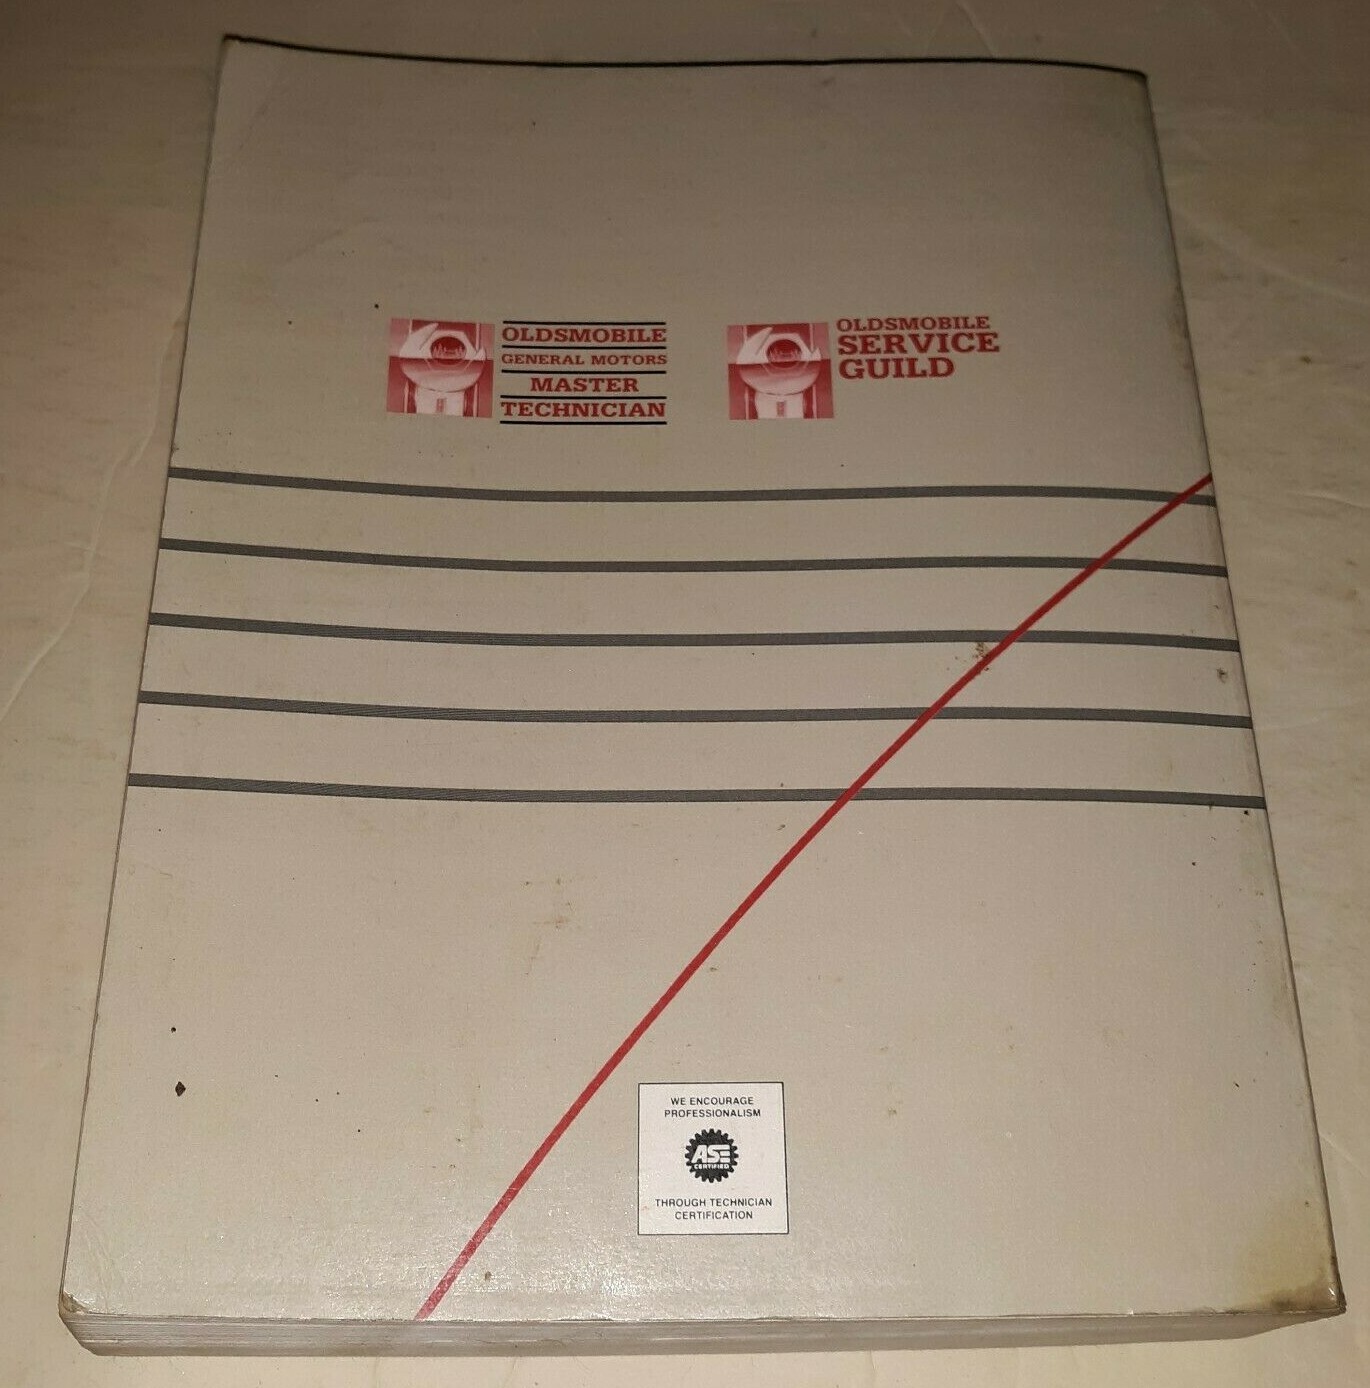 OLDSMOBILE
GENERAL MOTORS
MASTER
TECHNICIAN
OLDSMOBILE
SERVICE
GUILD
WE ENCOURAGE
PROFESSIONALISM
ASE
CERTIFIED
THROUGH TECHNICIAN
CERTIFICATION